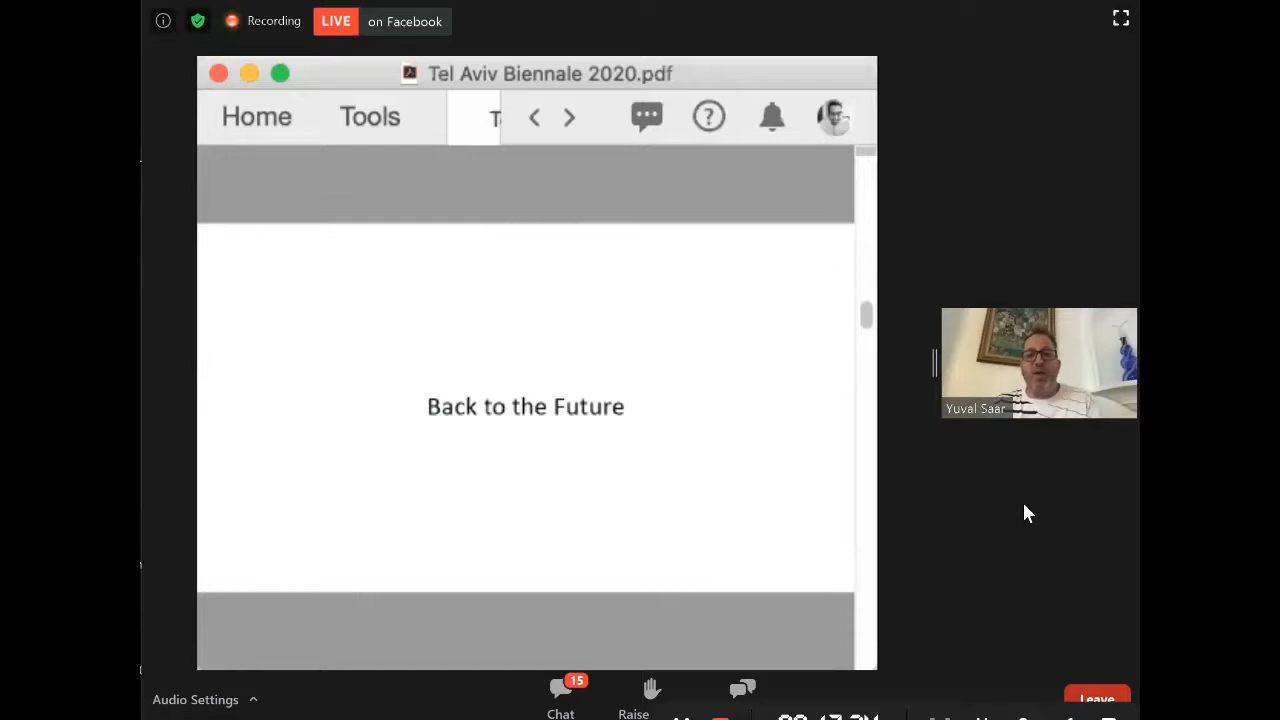 Recording
LIVE on Facebook
Tel Aviv Biennale 2020.pdf
Home Tools
Back to the Future
Yuval Saar
Audio Settings
15
Chat
Raise
Leave